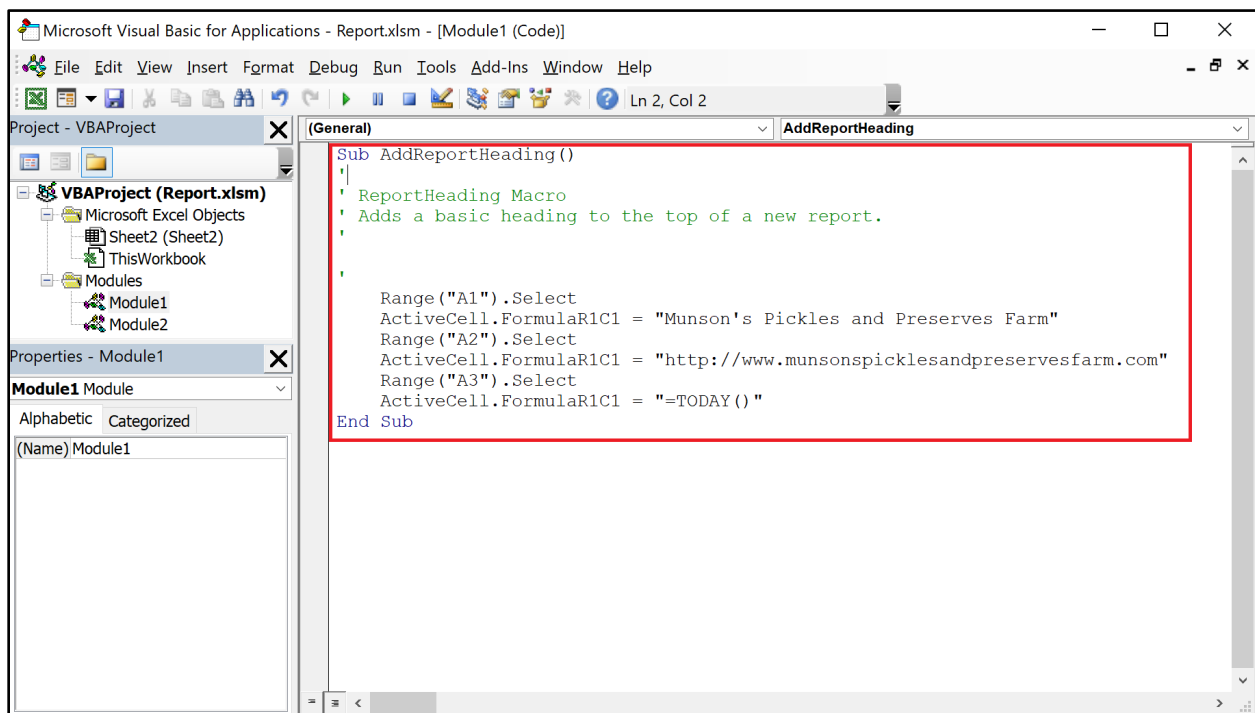 Microsoft Visual Basic for Applications - Report.xlsm - [Module1 (Code)]
File Edit View Insert Format Debug Run Tools Add-Ins Window Help
Ln 2, Col 2
Project - VBAProject
VBAProject (Report.xlsm)
Microsoft Excel Objects
Sheet2 (Sheet2)
ThisWorkbook
Modules
Module1
Module2
Properties - Module1
Module1 Module
Alphabetic Categorized
(Name) Module1
(General) AddReportHeading
Sub AddReportHeading()
'
' ReportHeading Macro
' Adds a basic heading to the top of a new report.
'
'
Range("A1").Select
ActiveCell.FormulaR1C1 = "Munson's Pickles and Preserves Farm"
Range("A2").Select
ActiveCell.FormulaR1C1 = "http://www.munsonspicklesandpreservesfarm.com"
Range("A3").Select
ActiveCell.FormulaR1C1 = "=TODAY()"
End Sub